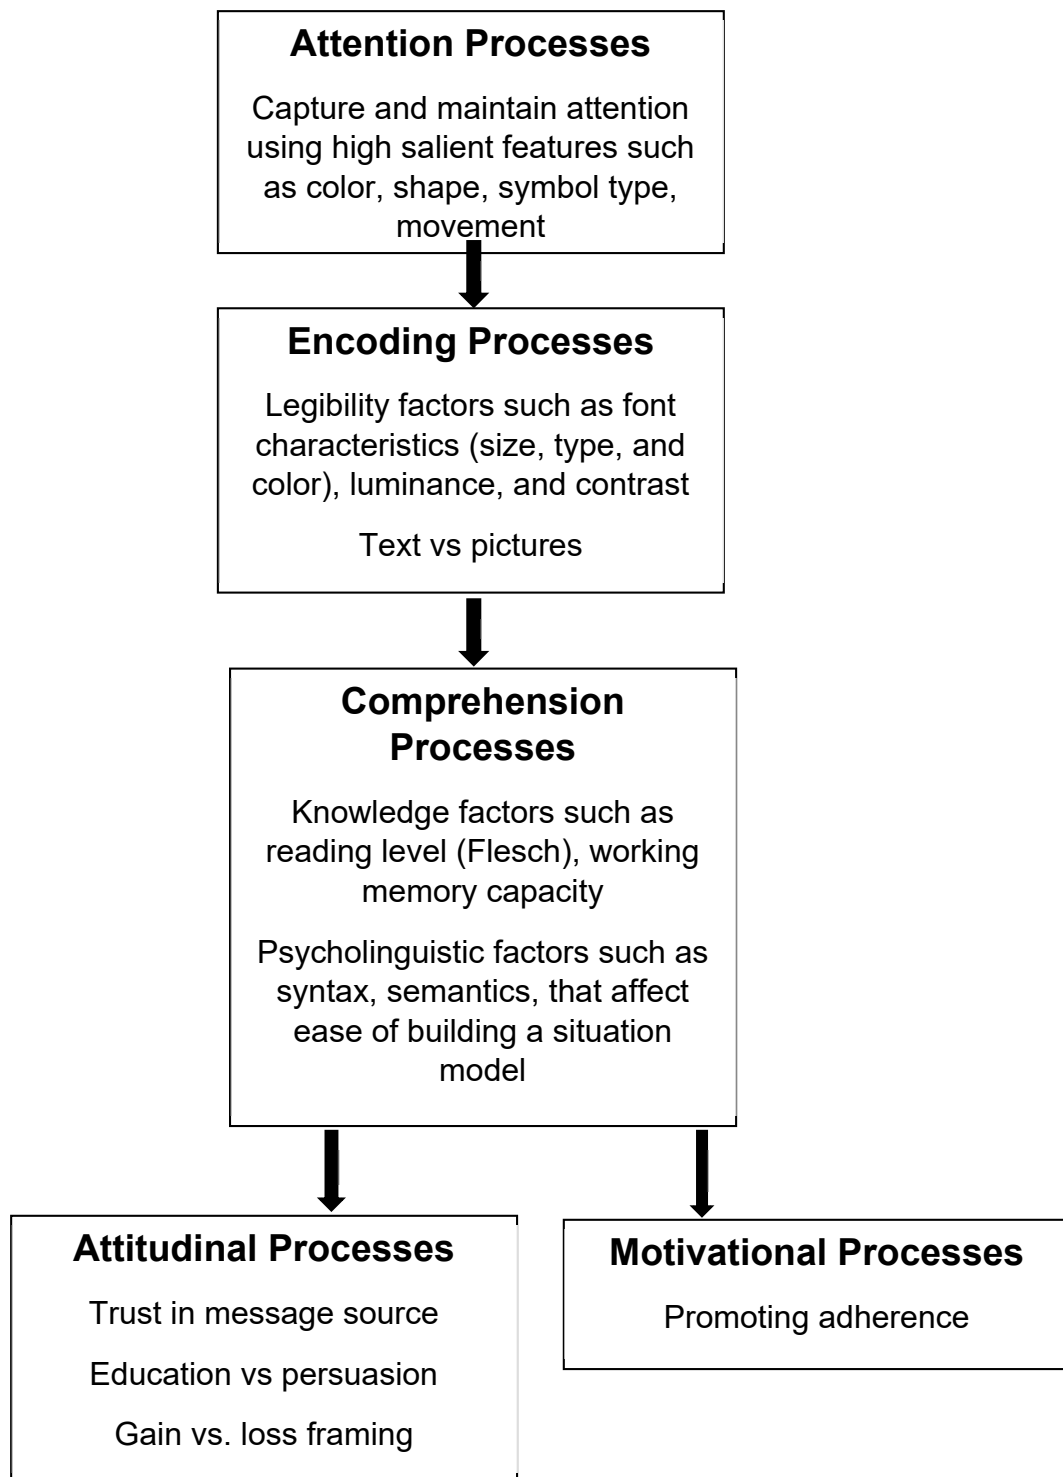 Attention Processes
Capture and maintain attention
using high salient features such
as color, shape, symbol type,
movement
Encoding Processes
Legibility factors such as font
characteristics (size, type, and
color), luminance, and contrast
Text vs pictures
Comprehension
Processes
Knowledge factors such as
reading level (Flesch), working
memory capacity
Psycholinguistic factors such as
syntax, semantics, that affect
ease of building a situation
model
Attitudinal Processes
Trust in message source
Education vs persuasion
Gain vs. loss framing
Motivational Processes
Promoting adherence